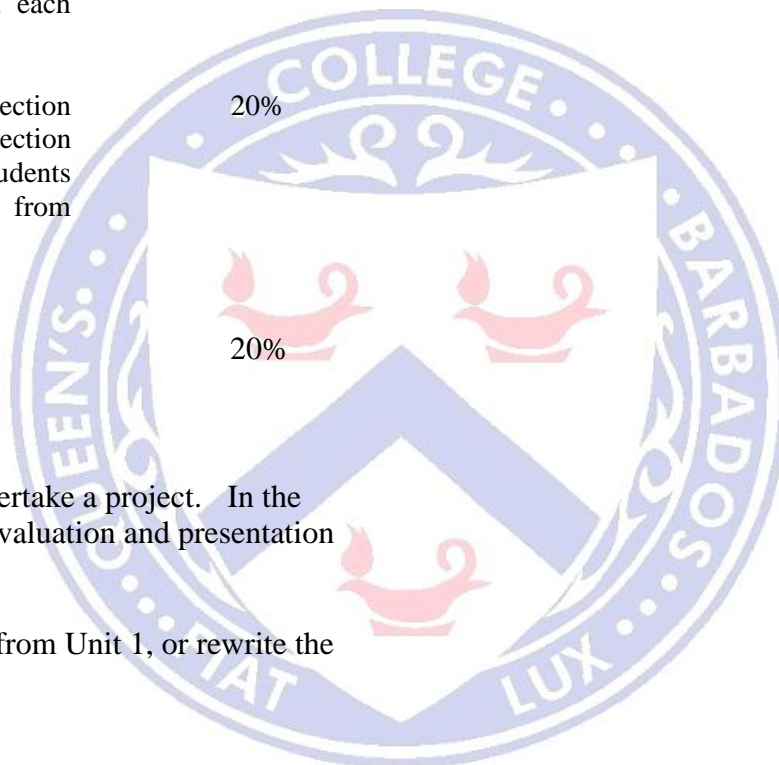 each
ection 20%
ection
udents
from
20%
ertake a project. In the
valuation and presentation
from Unit 1, or rewrite the
QUEEN'S COLLEGE BARBADOS
FIAT LUX